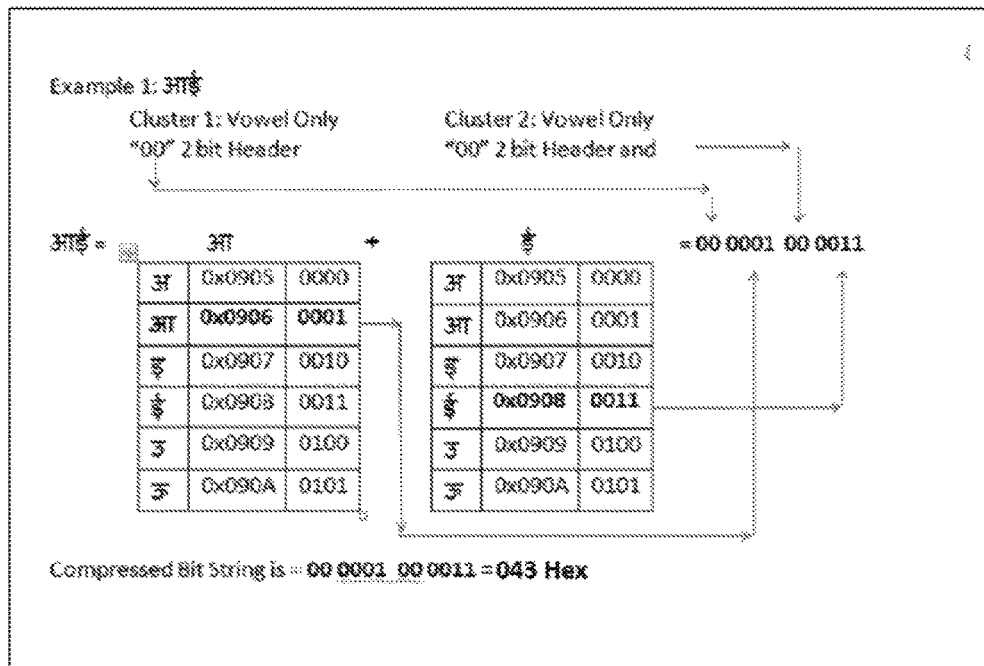 Example 1: आई
Cluster 1: Vowel Only
"00" 2 bit Header
Cluster 2: Vowel Only
"00" 2 bit Header and
आई = आ + ई = 00 0001 00 0011
अ 0x0905 0000
आ 0x0906 0001
इ 0x0907 0010
ई 0x0908 0011
उ 0x0909 0100
ऊ 0x090A 0101
अ 0x0905 0000
आ 0x0906 0001
इ 0x0907 0010
ई 0x0908 0011
उ 0x0909 0100
ऊ 0x090A 0101
Compressed Bit String is = 00 0001 00 0011 = 043 Hex